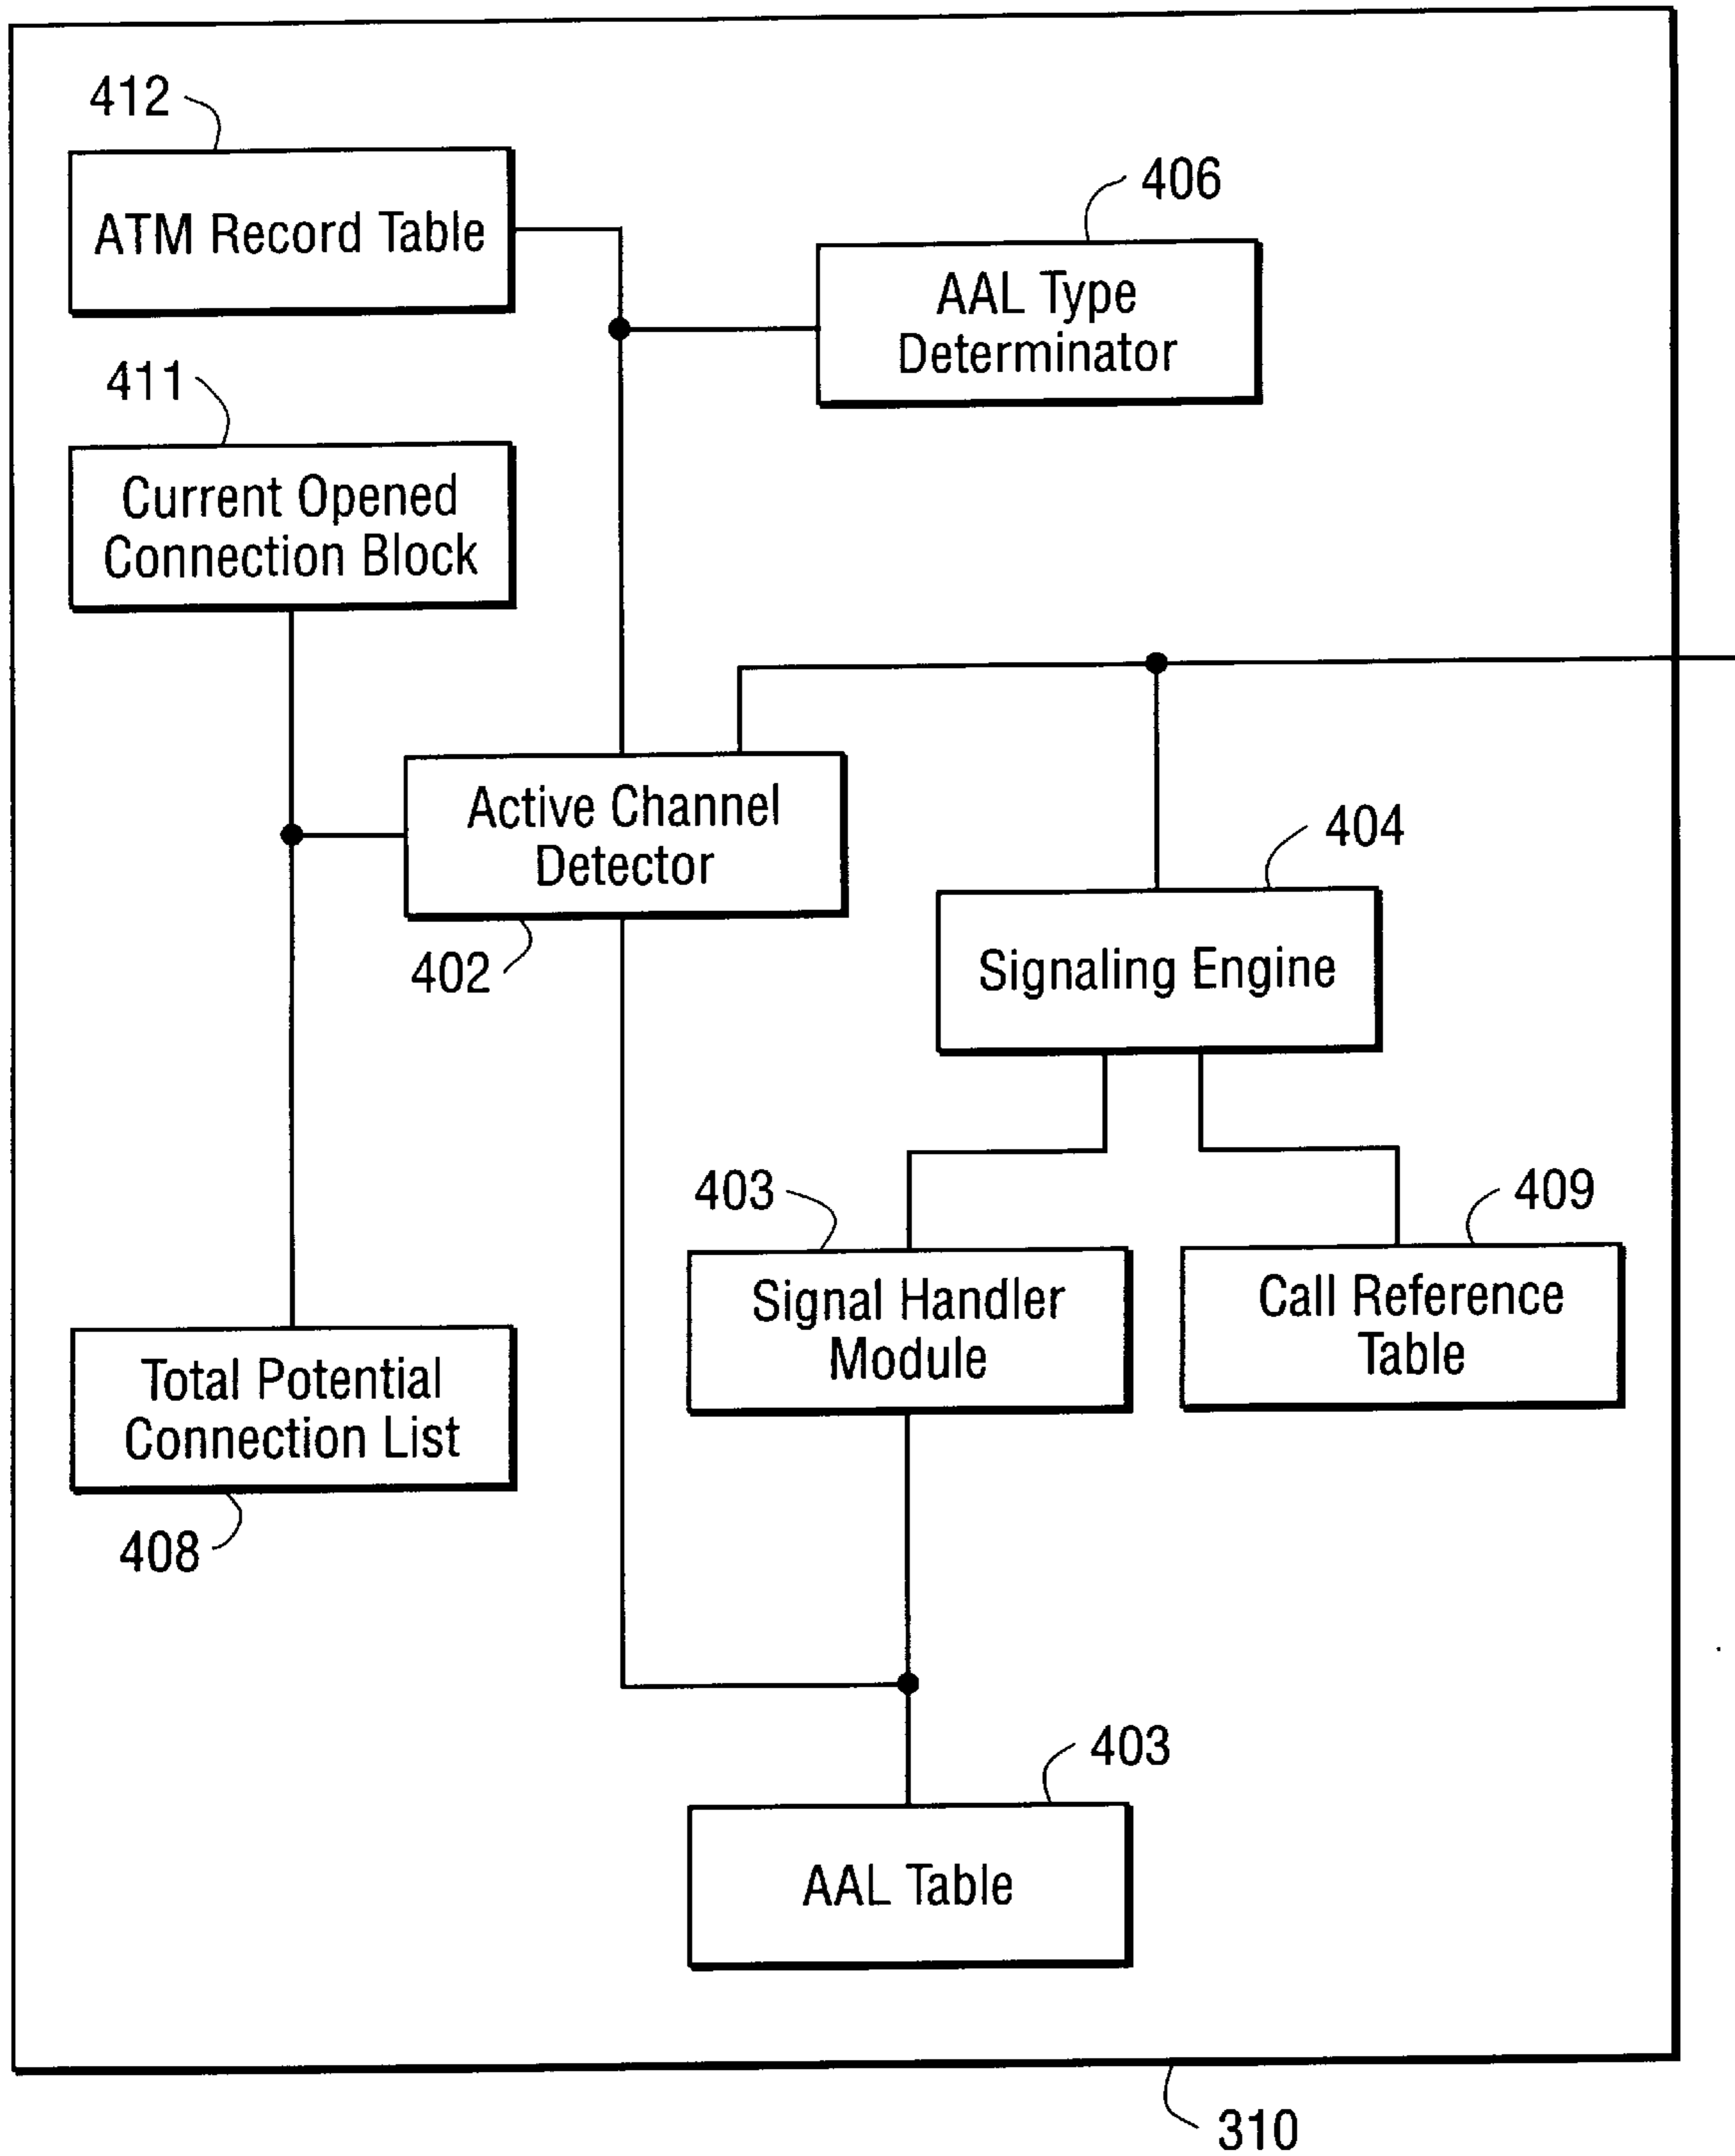 412
ATM Record Table
406
AAL Type
Determinator
411
Current Opened
Connection Block
Active Channel
Detector
402
404
Signaling Engine
403
Signal Handler
Module
409
Call Reference
Table
Total Potential
Connection List
408
403
AAL Table
310